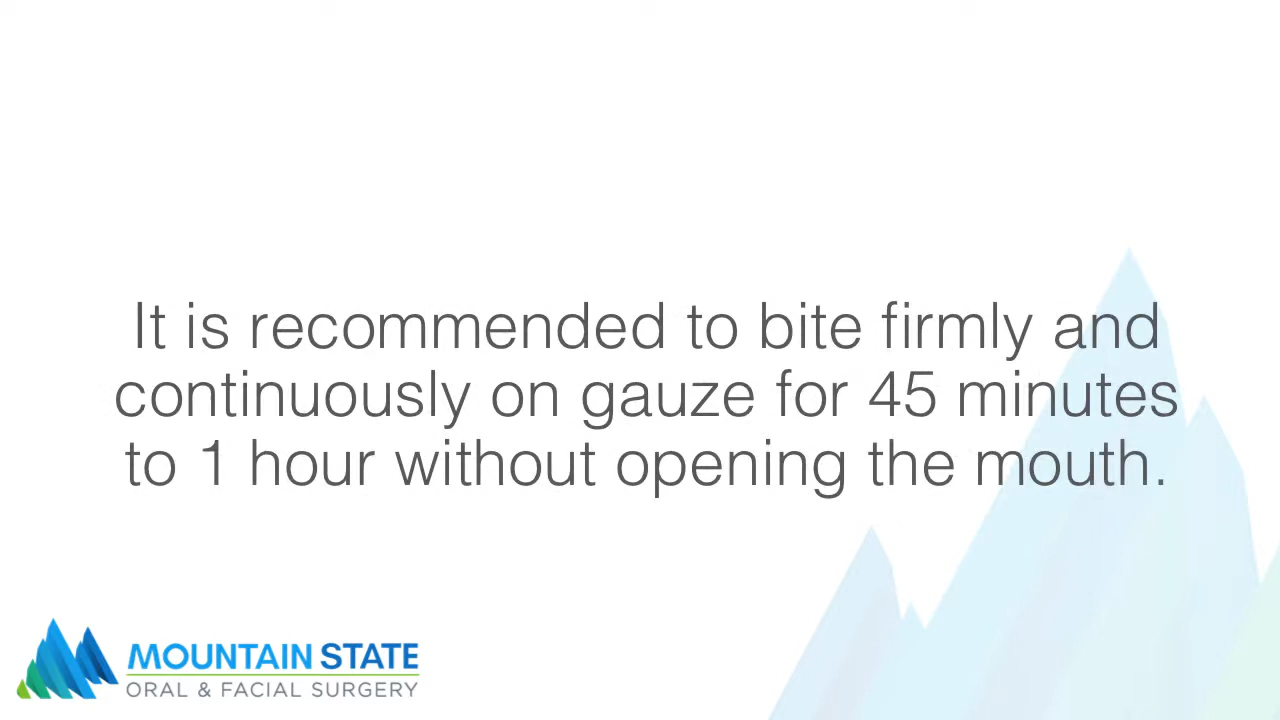 It is recommended to bite firmly and
continuously on gauze for 45 minutes
to 1 hour without opening the mouth.
MOUNTAIN STATE
ORAL & FACIAL SURGERY